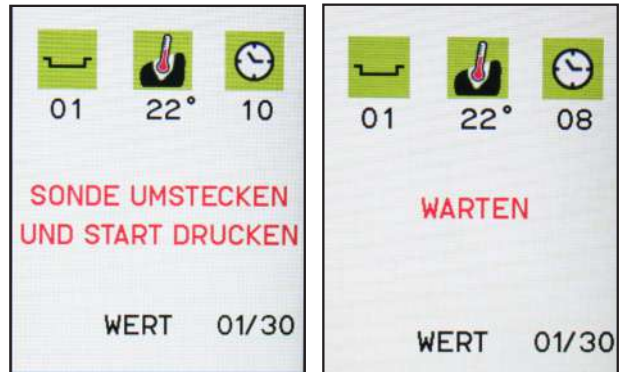 01 22° 10
SONDE UMSTECKEN
UND START DRUCKEN
WERT 01/30
01 22° 08
WARTEN
WERT 01/30